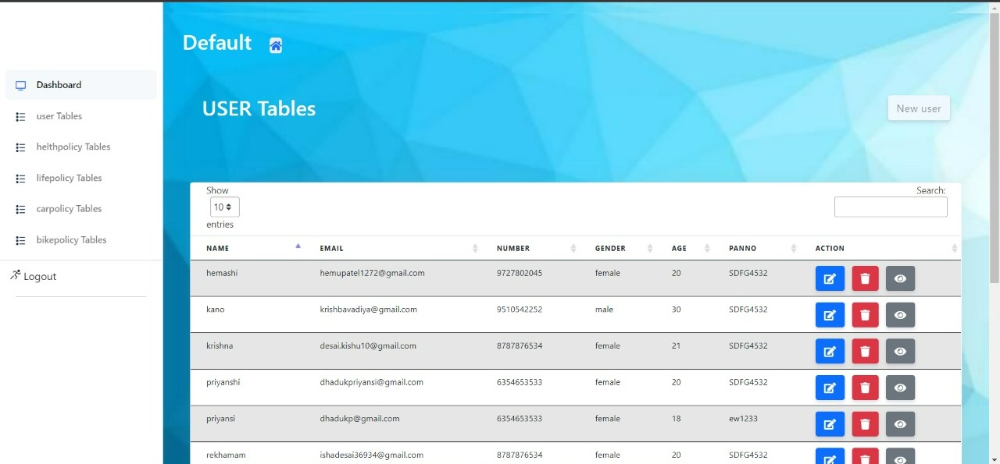 Default
Dashboard
user Tables
helthpolicy Tables
lifepolicy Tables
carpolicy Tables
bikepolicy Tables
Logout
USER Tables
New user
Show
10
entries
Search:
NAME EMAIL NUMBER GENDER AGE PANNO ACTION
hemashi hemupatel1272@gmail.com 9727802045 female 20 SDFG4532
kano krishbavadiya@gmail.com 9510542252 male 30 SDFG4532
krishna desai.kishu10@gmail.com 8787876534 female 21 SDFG4532
priyanshi dhadukpriyansi@gmail.com 6354653533 female 20 SDFG4532
priyansi dhadukp@gmail.com 6354653533 female 18 ew1233
rekhamam ishadesai36934@gmail.com 8787876534 female 20 SDFG4532